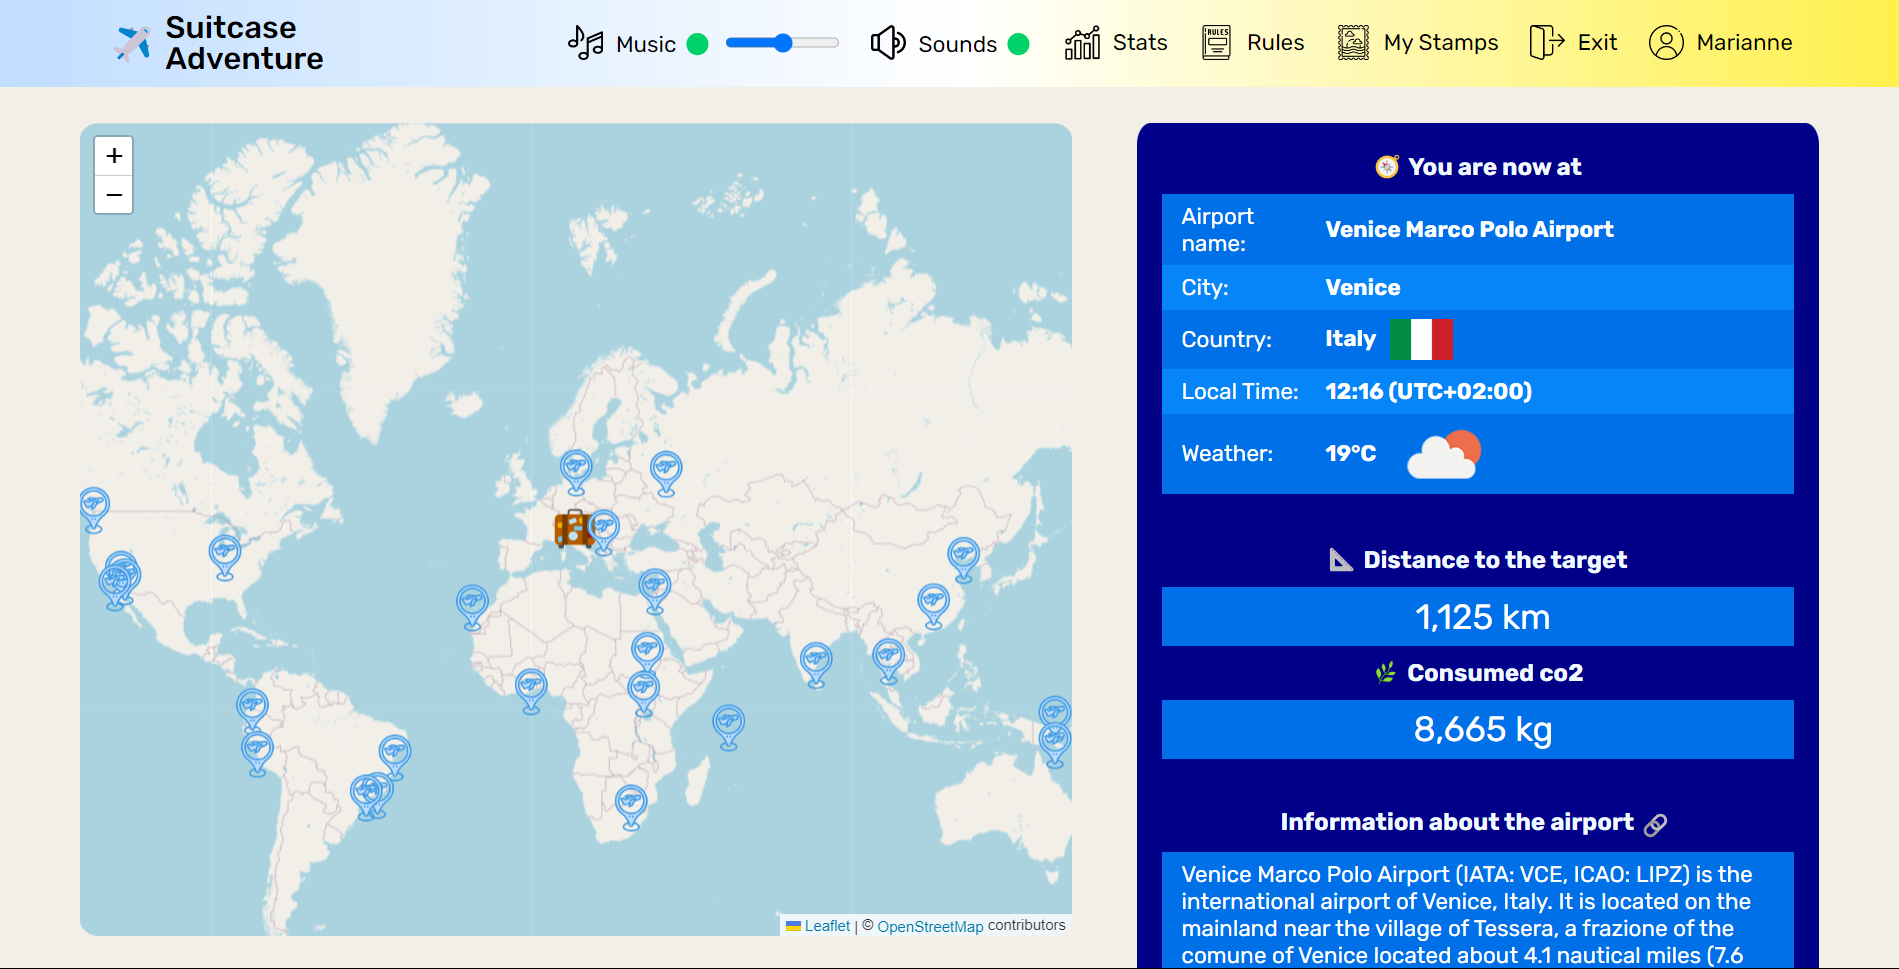 Suitcase
Adventure
Music
Sounds
RULES
Stats
Rules
My Stamps
Exit
Marianne
+
−
Leaflet | © OpenStreetMap contributors
You are now at
Airport
name:
Venice Marco Polo Airport
City:
Venice
Country:
Italy
Local Time:
12:16 (UTC+02:00)
Weather:
19°C
Distance to the target
1,125 km
Consumed co2
8,665 kg
Information about the airport
Venice Marco Polo Airport (IATA: VCE, ICAO: LIPZ) is the
international airport of Venice, Italy. It is located on the
mainland near the village of Tessera, a frazione of the
comune of Venice located about 4.1 nautical miles (7.6